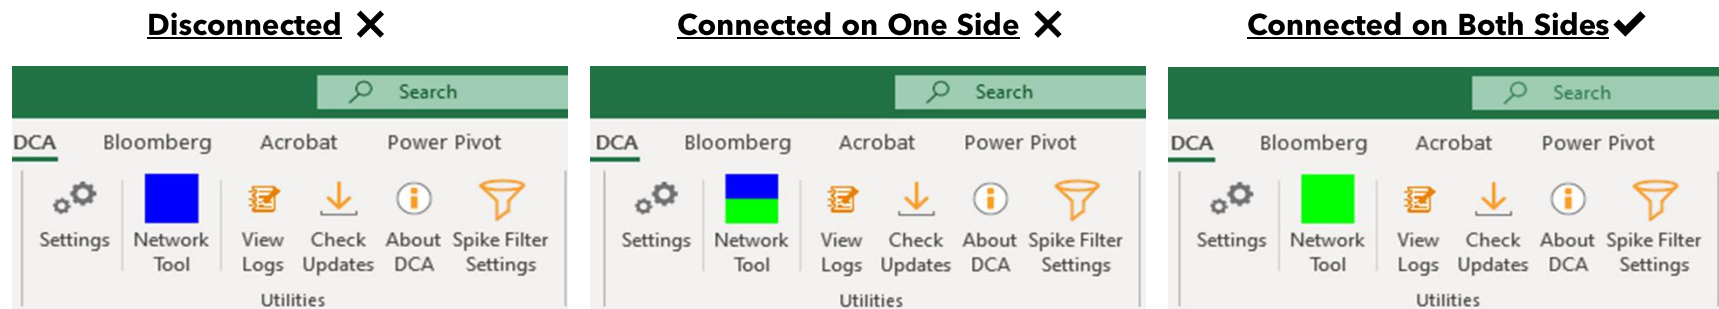 Disconnected ✕
Connected on One Side ✕
Connected on Both Sides ✔
Search
DCA Bloomberg Acrobat Power Pivot
Settings Network Tool View Logs Check Updates About DCA Spike Filter Settings
Utilities
Search
DCA Bloomberg Acrobat Power Pivot
Settings Network Tool View Logs Check Updates About DCA Spike Filter Settings
Utilities
Search
DCA Bloomberg Acrobat Power Pivot
Settings Network Tool View Logs Check Updates About DCA Spike Filter Settings
Utilities